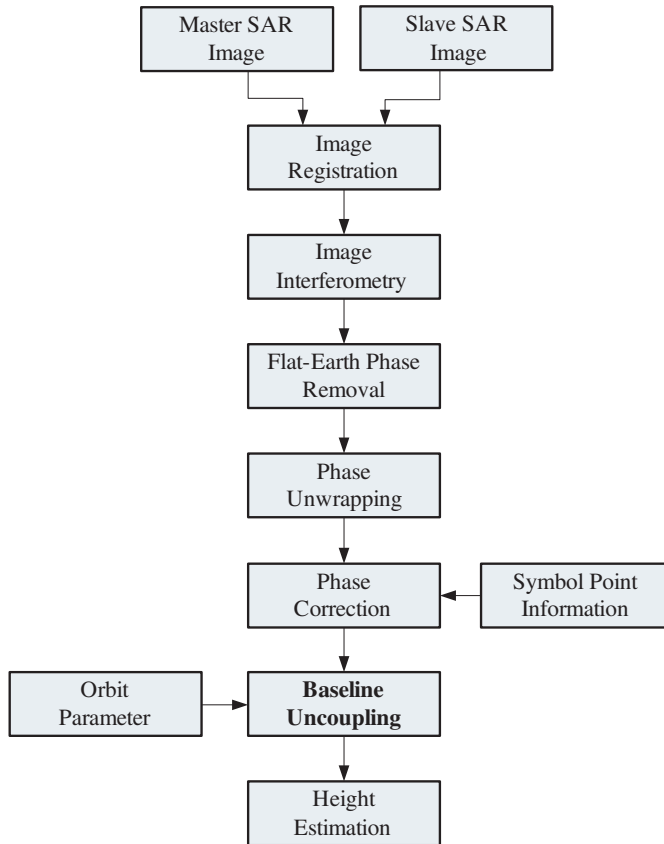 Master SAR
Image
Slave SAR
Image
Image
Registration
Image
Interferometry
Flat-Earth Phase
Removal
Phase
Unwrapping
Phase
Correction
Symbol Point
Information
Orbit
Parameter
Baseline
Uncoupling
Height
Estimation